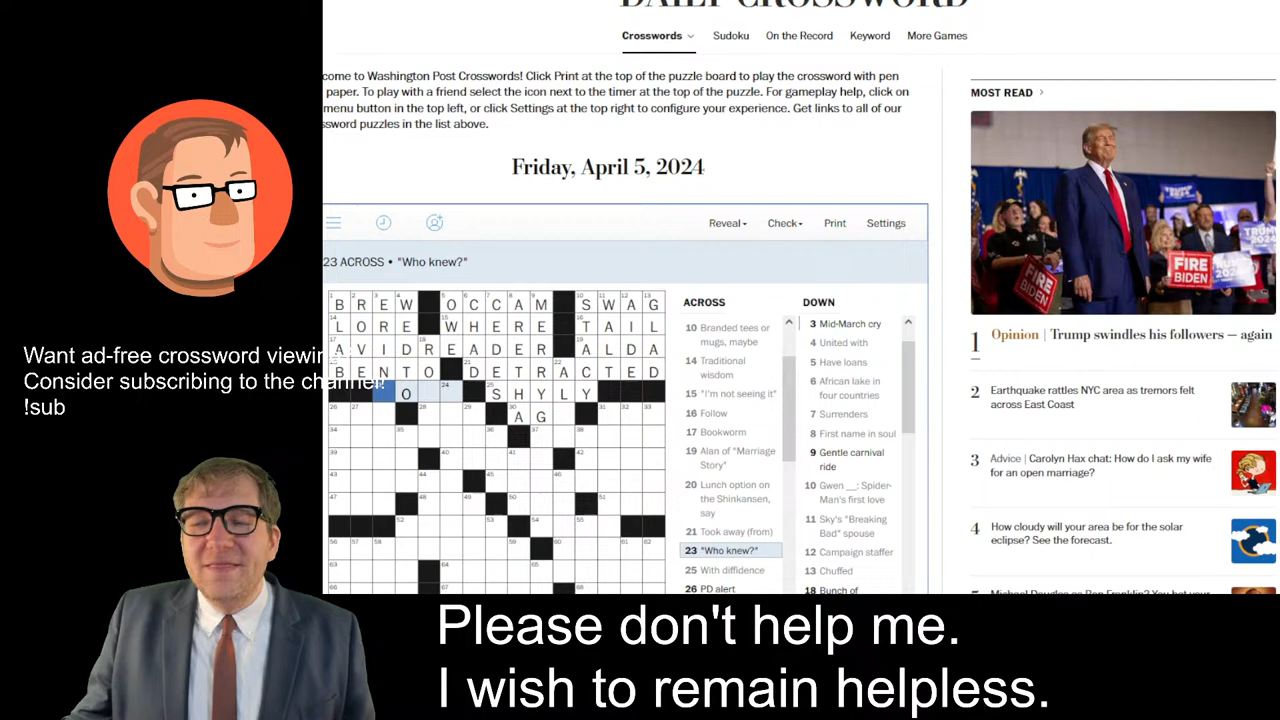 DAILY CROSSWORD
Crosswords Sudoku On the Record Keyword More Games
come to Washington Post Crosswords! Click Print at the top of the puzzle board to play the crossword with pen
paper. To play with a friend select the icon next to the timer at the top of the puzzle. For gameplay help, click on
menu button in the top left, or click Settings at the top right to configure your experience. Get links to all of our
ssword puzzles in the list above.
Friday, April 5, 2024
Reveal Check Print Settings
23 ACROSS • "Who knew?"
B R E W O C C A M S W A G
L O R E W H E R E T A I L
A V I D R E A D E R A L D A
B E N T O D E T R A C T E D
O S H Y L Y
A G
ACROSS
10 Branded tees or
mugs, maybe
14 Traditional
wisdom
15 "I'm not seeing it"
16 Follow
17 Bookworm
19 Alan of "Marriage
Story"
20 Lunch option on
the Shinkansen,
say
21 Took away (from)
23 "Who knew?"
25 With diffidence
26 PD alert
DOWN
3 Mid-March cry
4 United with
5 Have loans
6 African lake in
four countries
7 Surrenders
8 First name in soul
9 Gentle carnival
ride
10 Gwen __: Spider-
Man's first love
11 Sky's "Breaking
Bad" spouse
12 Campaign staffer
13 Chuffed
18 Bunch of
MOST READ
FIRE
BIDEN
FIRE
BIDEN
TRUMP
2024
1 Opinion | Trump swindles his followers — again
2 Earthquake rattles NYC area as tremors felt
across East Coast
3 Advice | Carolyn Hax chat: How do I ask my wife
for an open marriage?
4 How cloudy will your area be for the solar
eclipse? See the forecast.
Want ad-free crossword viewin
Consider subscribing to the channel!
!sub
Please don't help me.
I wish to remain helpless.